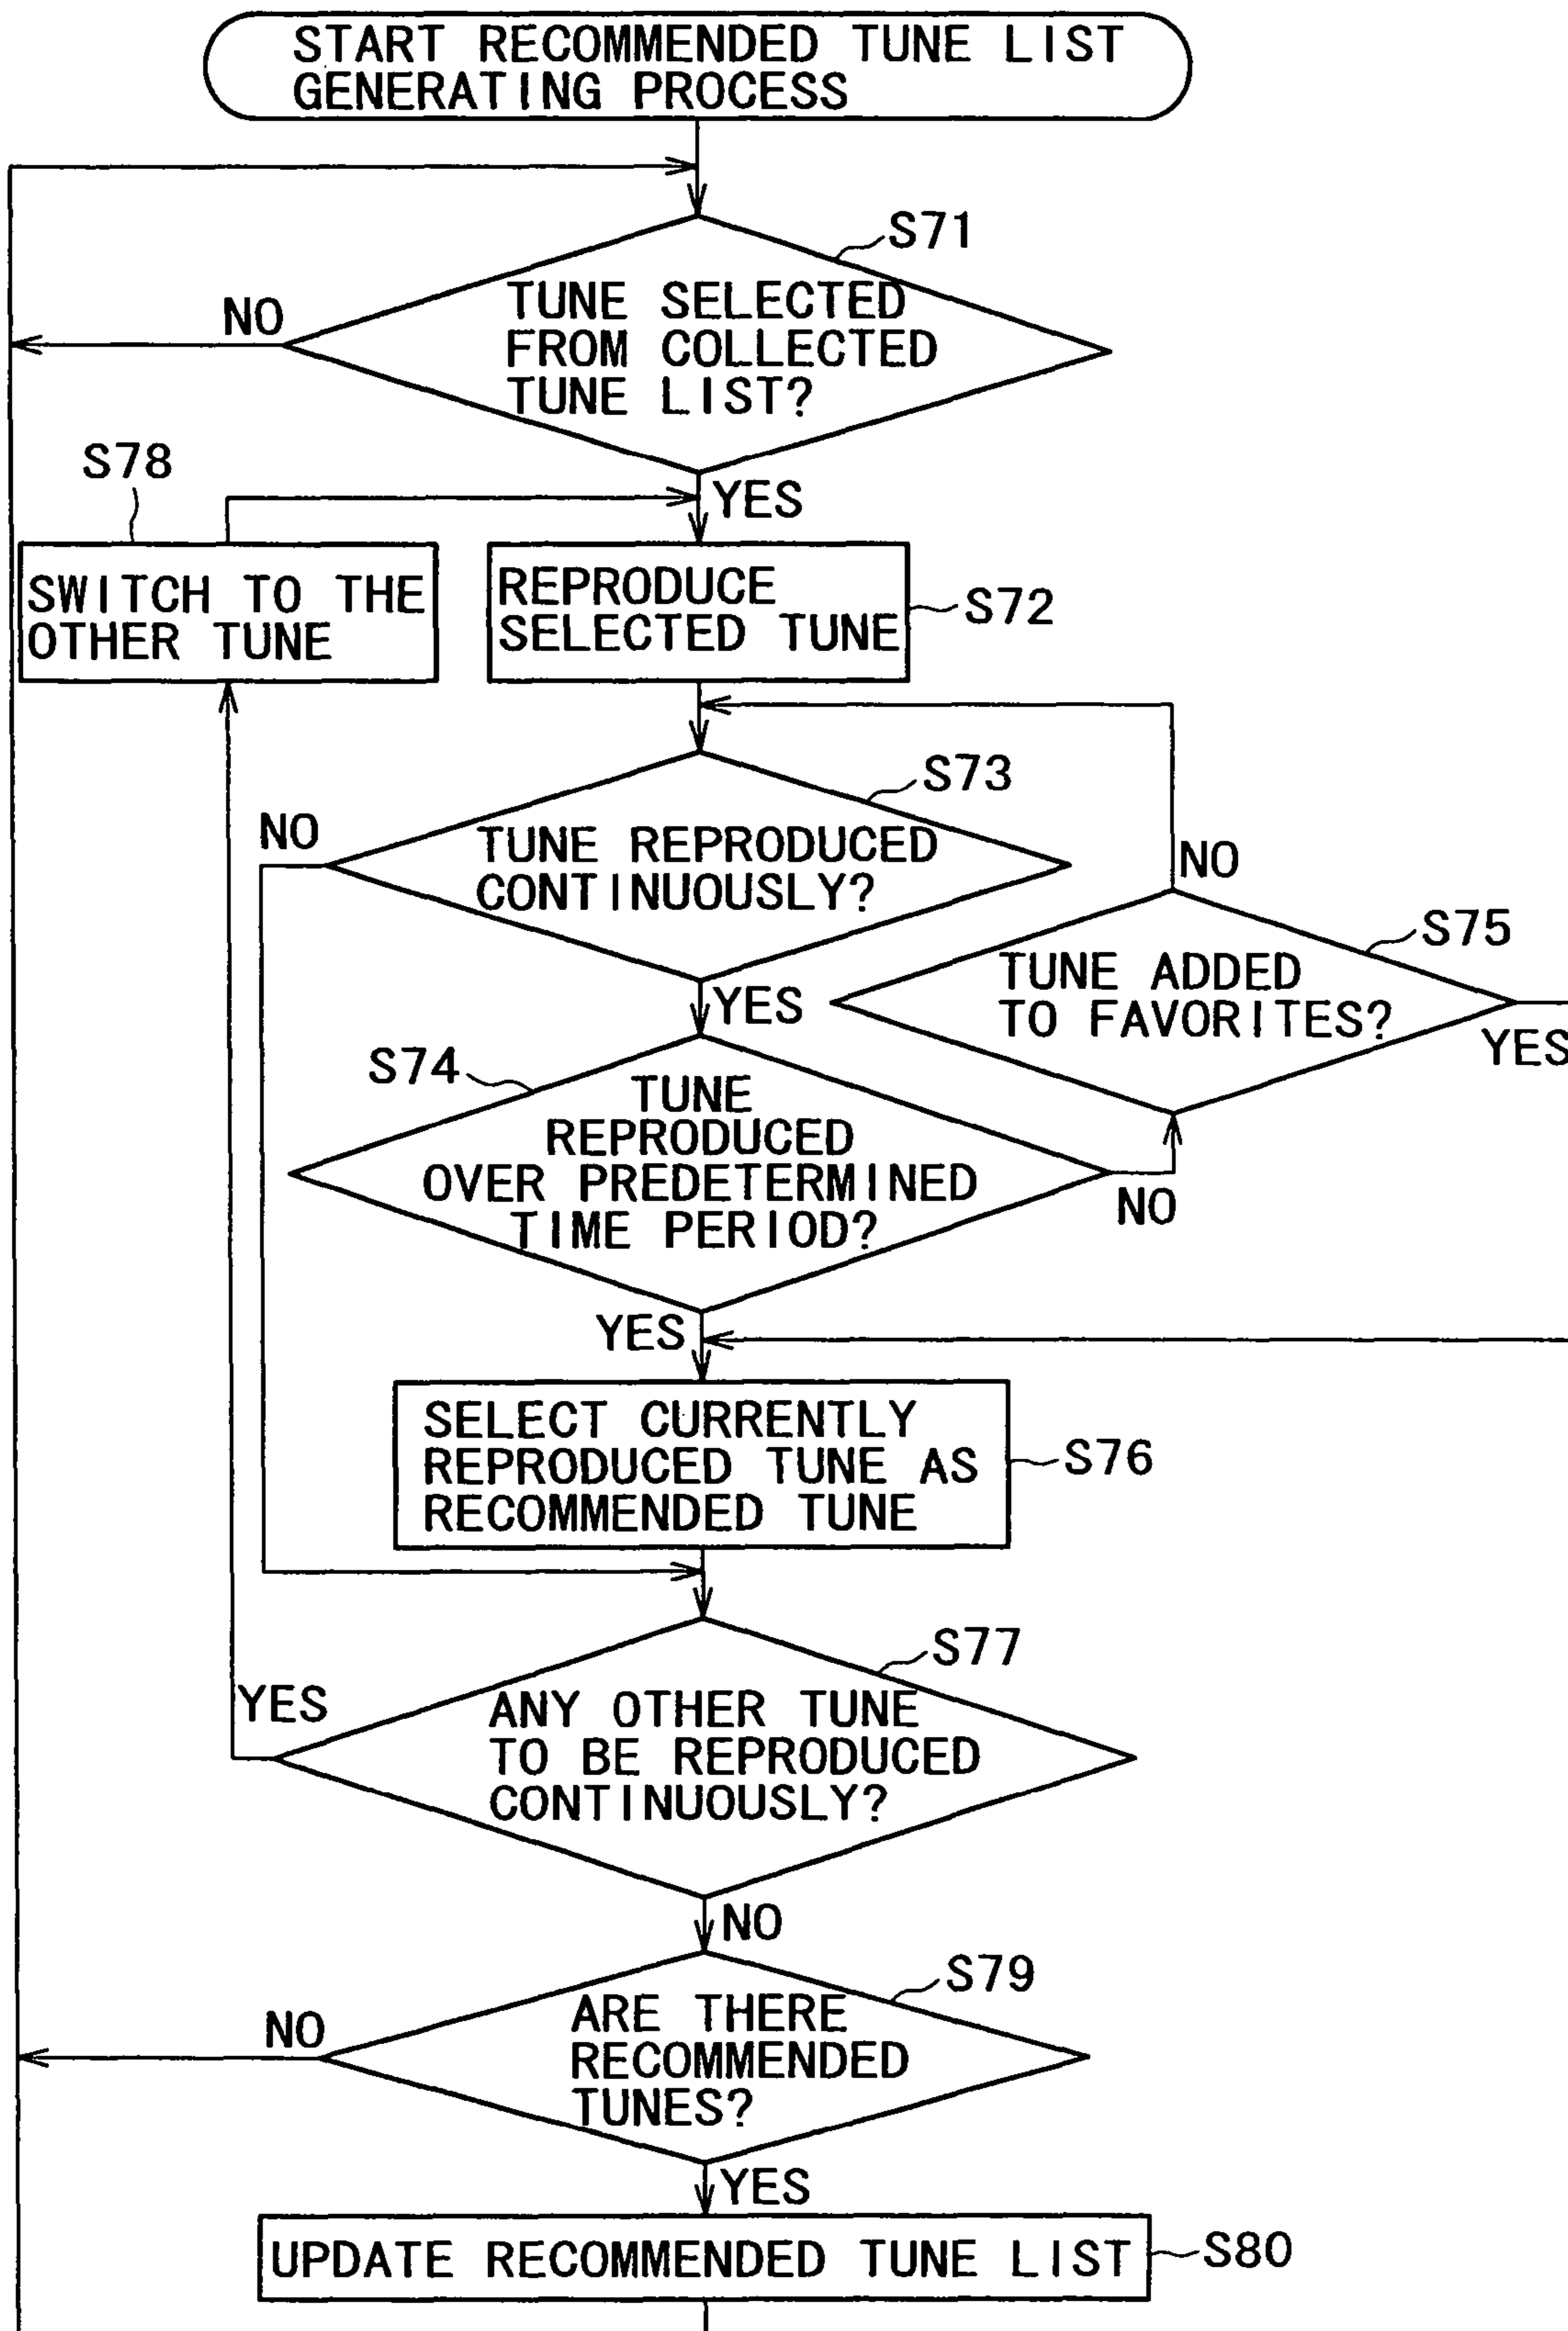 START RECOMMENDED TUNE LIST
GENERATING PROCESS
S71
TUNE SELECTED
FROM COLLECTED
TUNE LIST?
NO
YES
S78
SWITCH TO THE
OTHER TUNE
REPRODUCE
SELECTED TUNE
S72
S73
TUNE REPRODUCED
CONTINUOUSLY?
NO
YES
NO
S75
TUNE ADDED
TO FAVORITES?
YES
S74
TUNE
REPRODUCED
OVER PREDETERMINED
TIME PERIOD?
NO
YES
SELECT CURRENTLY
REPRODUCED TUNE AS
RECOMMENDED TUNE
S76
S77
ANY OTHER TUNE
TO BE REPRODUCED
CONTINUOUSLY?
YES
NO
S79
ARE THERE
RECOMMENDED
TUNES?
NO
YES
UPDATE RECOMMENDED TUNE LIST
S80